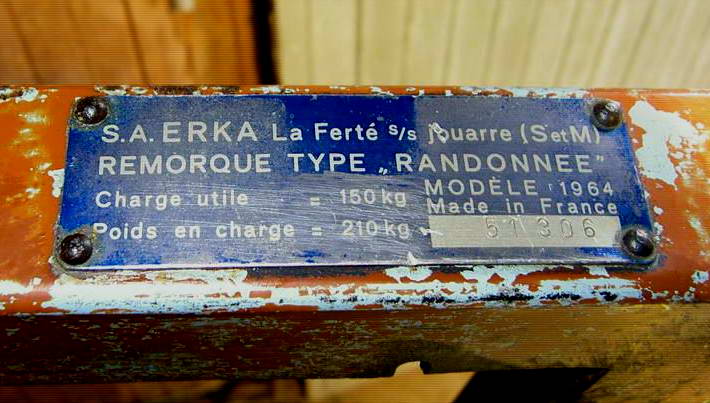 S.A. ERKA La Ferté s/s jouarre (S et M)
REMORQUE TYPE „RANDONNEE"
Charge utile = 150 kg MODÈLE 1964
Made in France
Poids en charge = 210 kg 51306